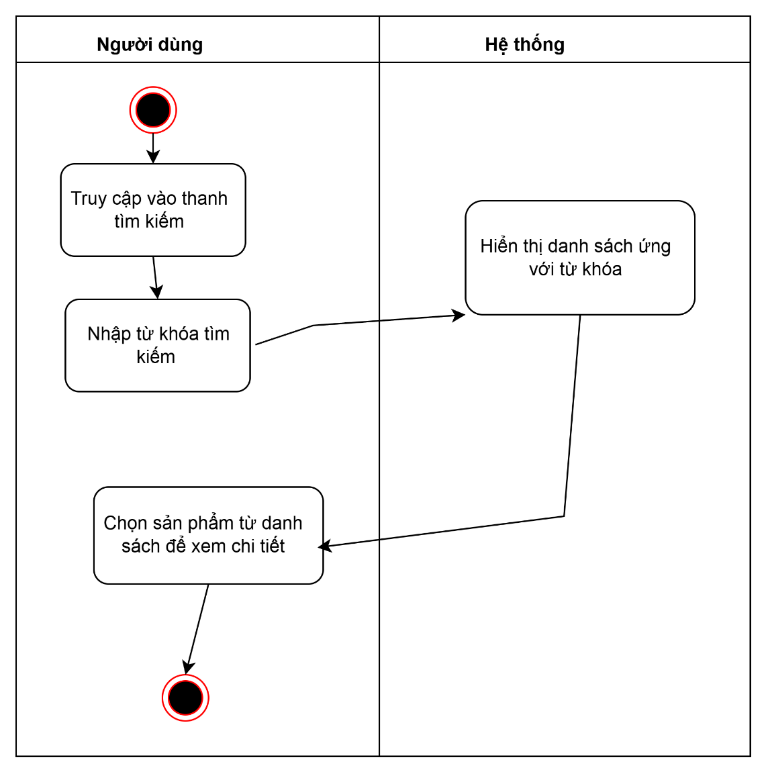 Người dùng
Hệ thống
Truy cập vào thanh
tìm kiếm
Hiển thị danh sách ứng
với từ khóa
Nhập từ khóa tìm
kiếm
Chọn sản phẩm từ danh
sách để xem chi tiết